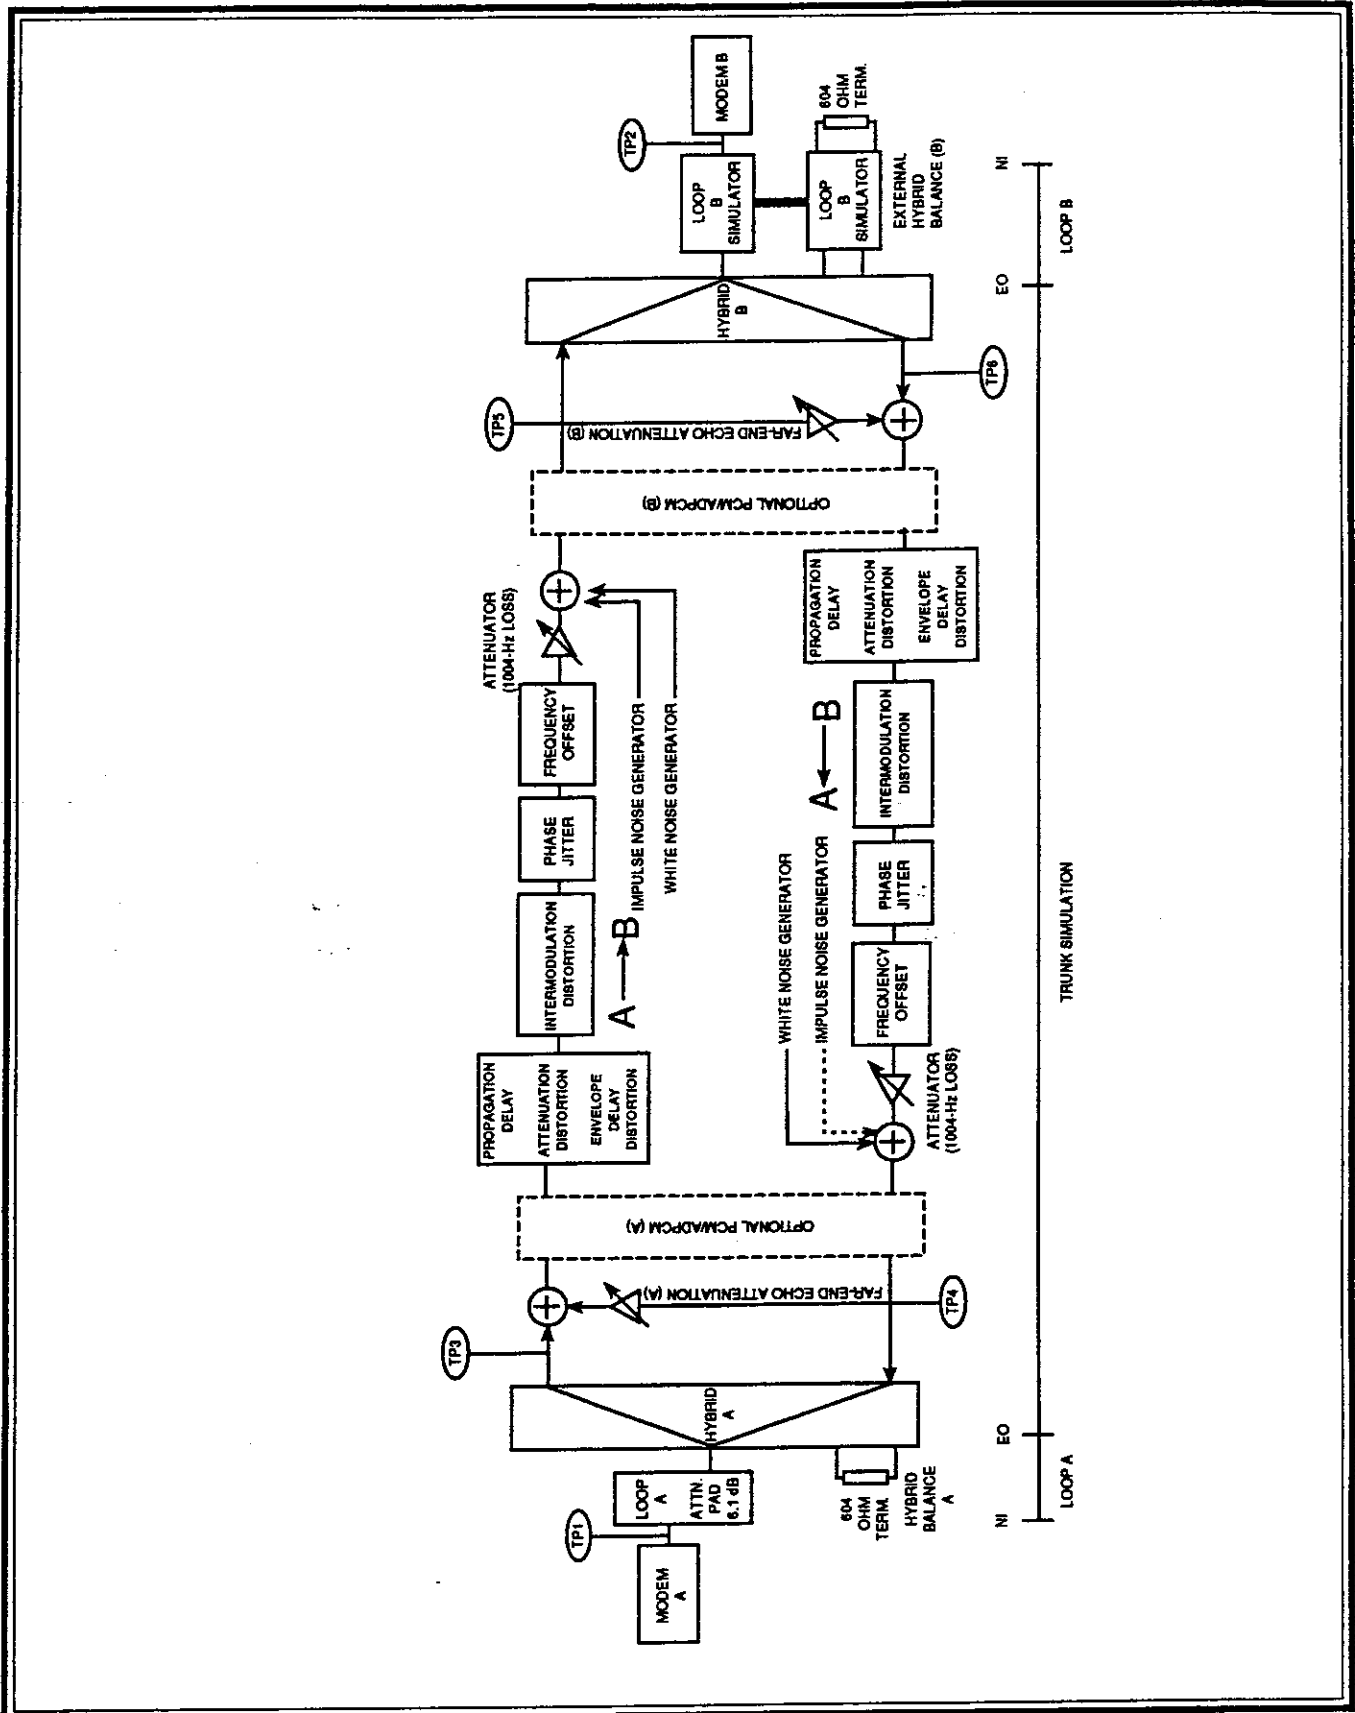 MODEM
A
TP1
LOOP
A
ATTN.
PAD
6.1 dB
604
OHM
TERM.
HYBRID
BALANCE
A
HYBRID
A
TP3
FAR-END ECHO ATTENUATION (A)
TP4
OPTIONAL PCM/ADPCM (A)
PROPAGATION
DELAY
ATTENUATION
DISTORTION
ENVELOPE
DELAY
DISTORTION
INTERMODULATION
DISTORTION
PHASE
JITTER
FREQUENCY
OFFSET
ATTENUATOR
(1004-Hz LOSS)
A B
IMPULSE NOISE GENERATOR
WHITE NOISE GENERATOR
WHITE NOISE GENERATOR
IMPULSE NOISE GENERATOR
ATTENUATOR
(1004-Hz LOSS)
FREQUENCY
OFFSET
PHASE
JITTER
A B
INTERMODULATION
DISTORTION
PROPAGATION
DELAY
ATTENUATION
DISTORTION
ENVELOPE
DELAY
DISTORTION
OPTIONAL PCM/ADPCM (B)
TP5
FAR-END ECHO ATTENUATION (B)
TP6
HYBRID
B
LOOP
B
SIMULATOR
TP2
MODEM B
LOOP
B
SIMULATOR
604
OHM
TERM.
EXTERNAL
HYBRID
BALANCE (B)
NI
EO
EO
NI
LOOP A
TRUNK SIMULATION
LOOP B